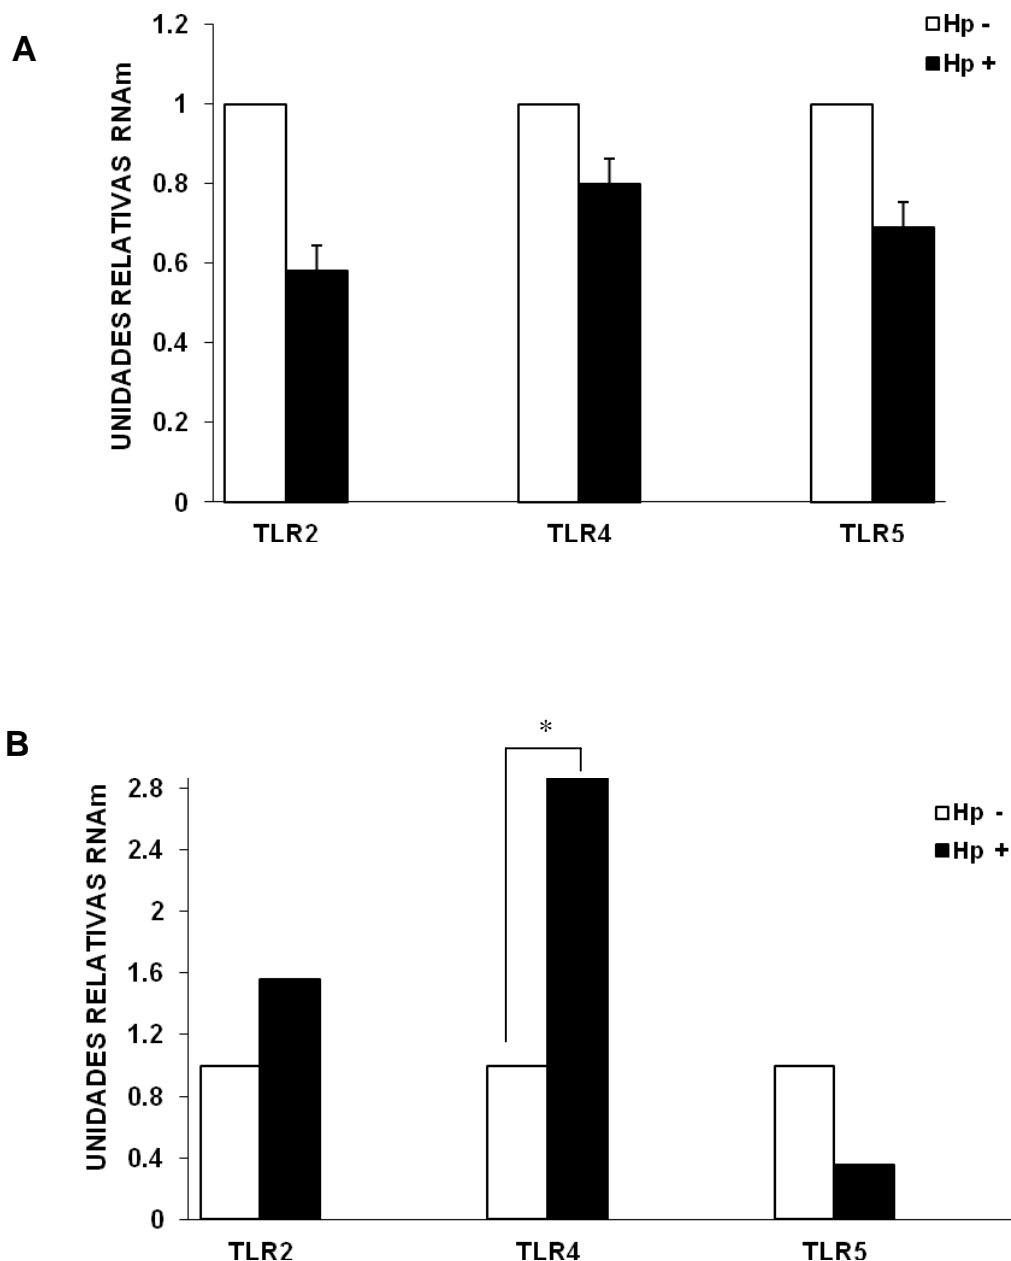 A
UNIDADES RELATIVAS RNAm
1.2
1
0.8
0.6
0.4
0.2
0
Hp -
Hp +
TLR2 TLR4 TLR5
B
*
UNIDADES RELATIVAS RNAm
2.8
2.4
2
1.6
1.2
0.8
0.4
0
Hp -
Hp +
TLR2 TLR4 TLR5